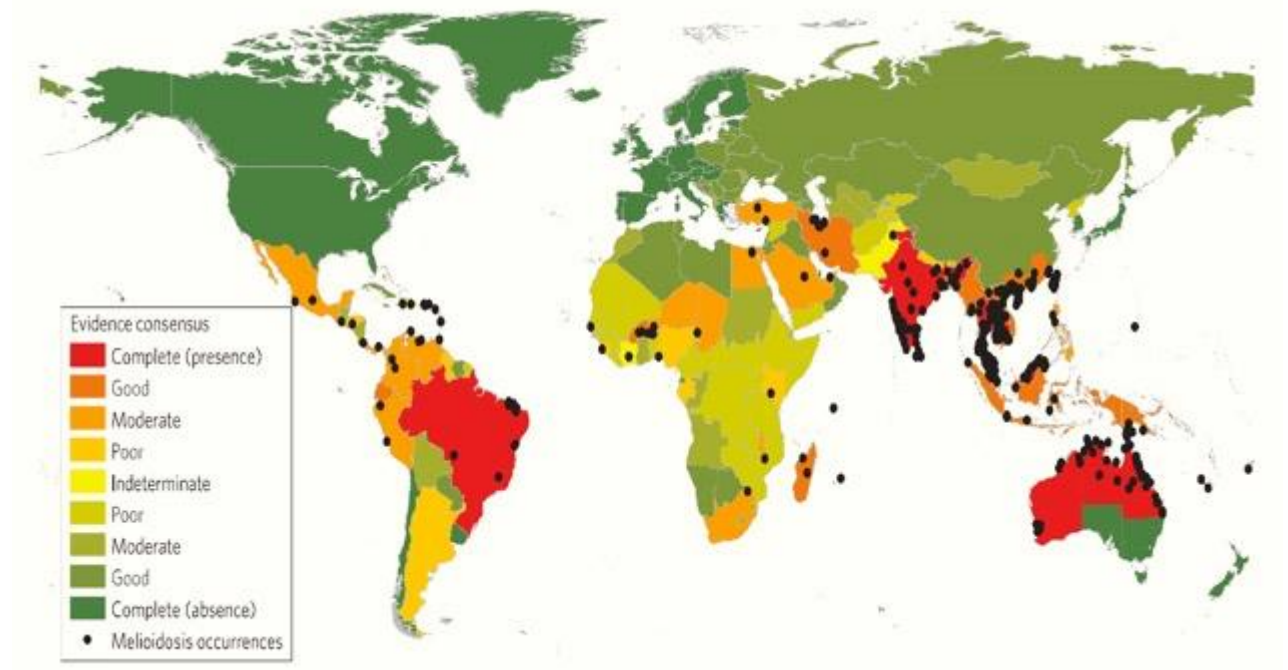 Evidence consensus
Complete (presence)
Good
Moderate
Poor
Indeterminate
Poor
Moderate
Good
Complete (absence)
Melioidosis occurrences